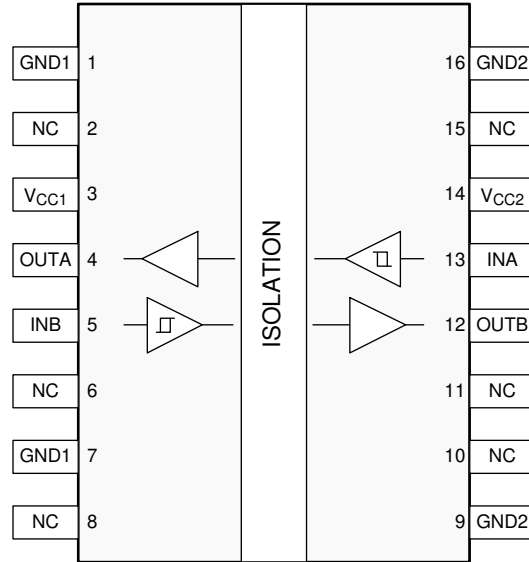 GND1 1 16 GND2
NC 2 15 NC
VCC1 3 14 VCC2
OUTA 4 13 INA
INB 5 12 OUTB
NC 6 11 NC
GND1 7 10 NC
NC 8 9 GND2
ISOLATION